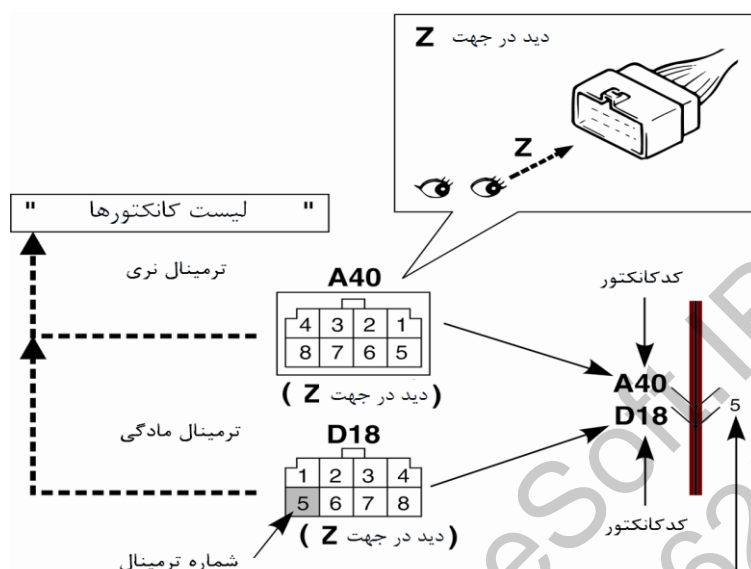 دید در جهت Z
Z
" لیست کانکتورها "
ترمینال نری
A40
4 3 2 1
8 7 6 5
(دید در جهت Z)
کدکانکتور
A40
D18
5
کدکانکتور
ترمینال مادگی
D18
1 2 3 4
5 6 7 8
(دید در جهت Z)
شماره ترمینال